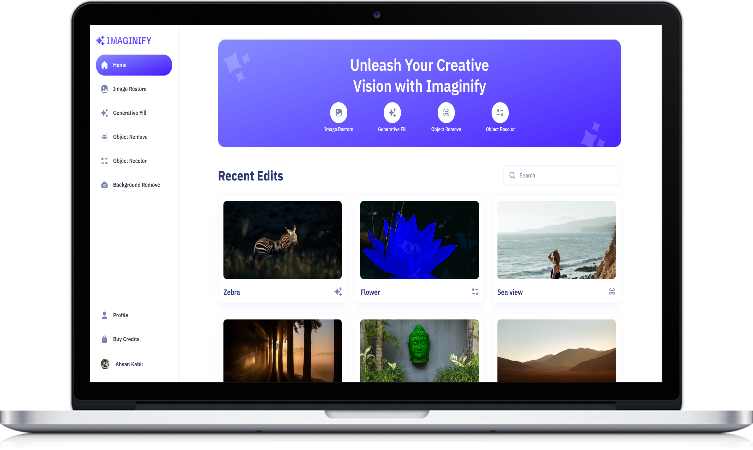 IMAGINIFY
Home
Image Restore
Generative Fill
Object Remove
Object Recolor
Background Remove
Profile
Buy Credits
Ahsan Kabir
Unleash Your Creative
Vision with Imaginify
Image Restore
Generative Fill
Object Remove
Object Recolor
Recent Edits
Search
Zebra
Flower
Sea view